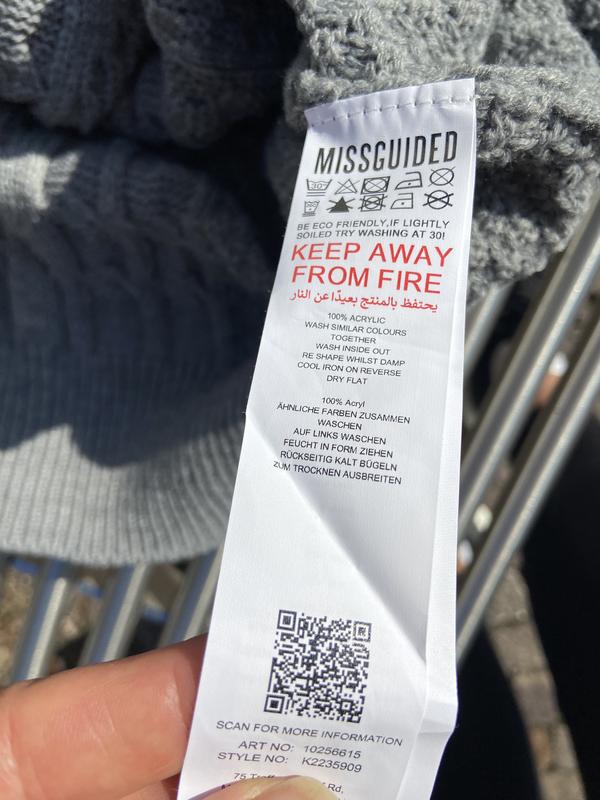 MISSGUIDED
30°
BE ECO FRIENDLY,IF LIGHTLY
SOILED TRY WASHING AT 30!
KEEP AWAY
FROM FIRE
يحتفظ بالمنتج بعيدًا عن النار
100% ACRYLIC
WASH SIMILAR COLOURS
TOGETHER
WASH INSIDE OUT
RE SHAPE WHILST DAMP
COOL IRON ON REVERSE
DRY FLAT
100% Acryl
ÄHNLICHE FARBEN ZUSAMMEN
WASCHEN
AUF LINKS WASCHEN
FEUCHT IN FORM ZIEHEN
RÜCKSEITIG KALT BÜGELN
ZUM TROCKNEN AUSBREITEN
SCAN FOR MORE INFORMATION
ART NO: 10256615
STYLE NO: K2235909
75 Rd.